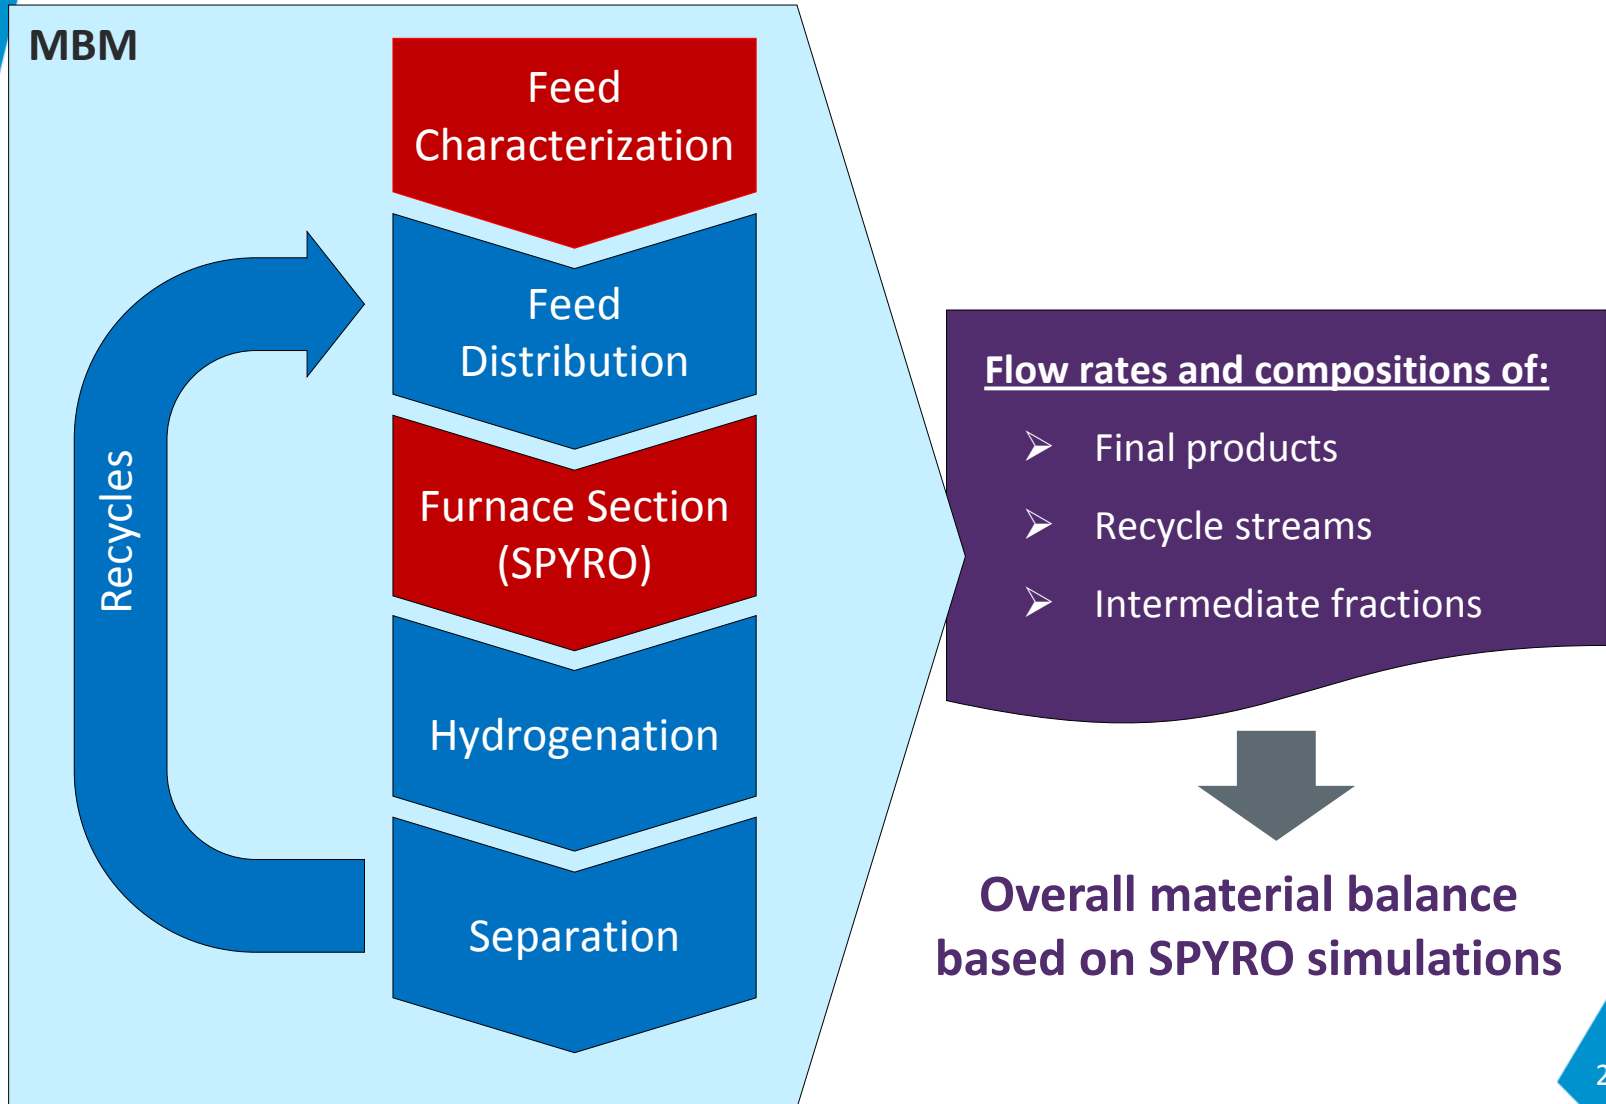 MBM
Feed
Characterization
Feed
Distribution
Furnace Section
(SPYRO)
Hydrogenation
Separation
Recycles
Flow rates and compositions of:
➢ Final products
➢ Recycle streams
➢ Intermediate fractions
Overall material balance
based on SPYRO simulations
2